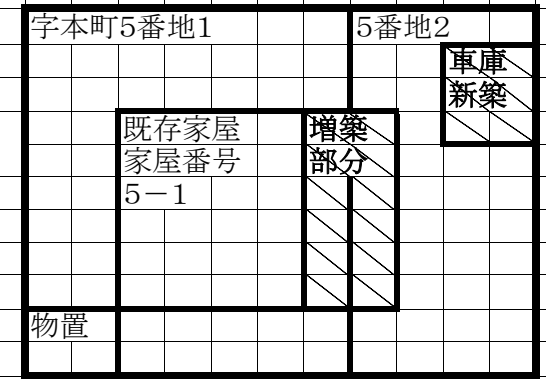 字本町5番地1
5番地2
車庫
新築
既存家屋
家屋番号
5－1
増築
部分
物置